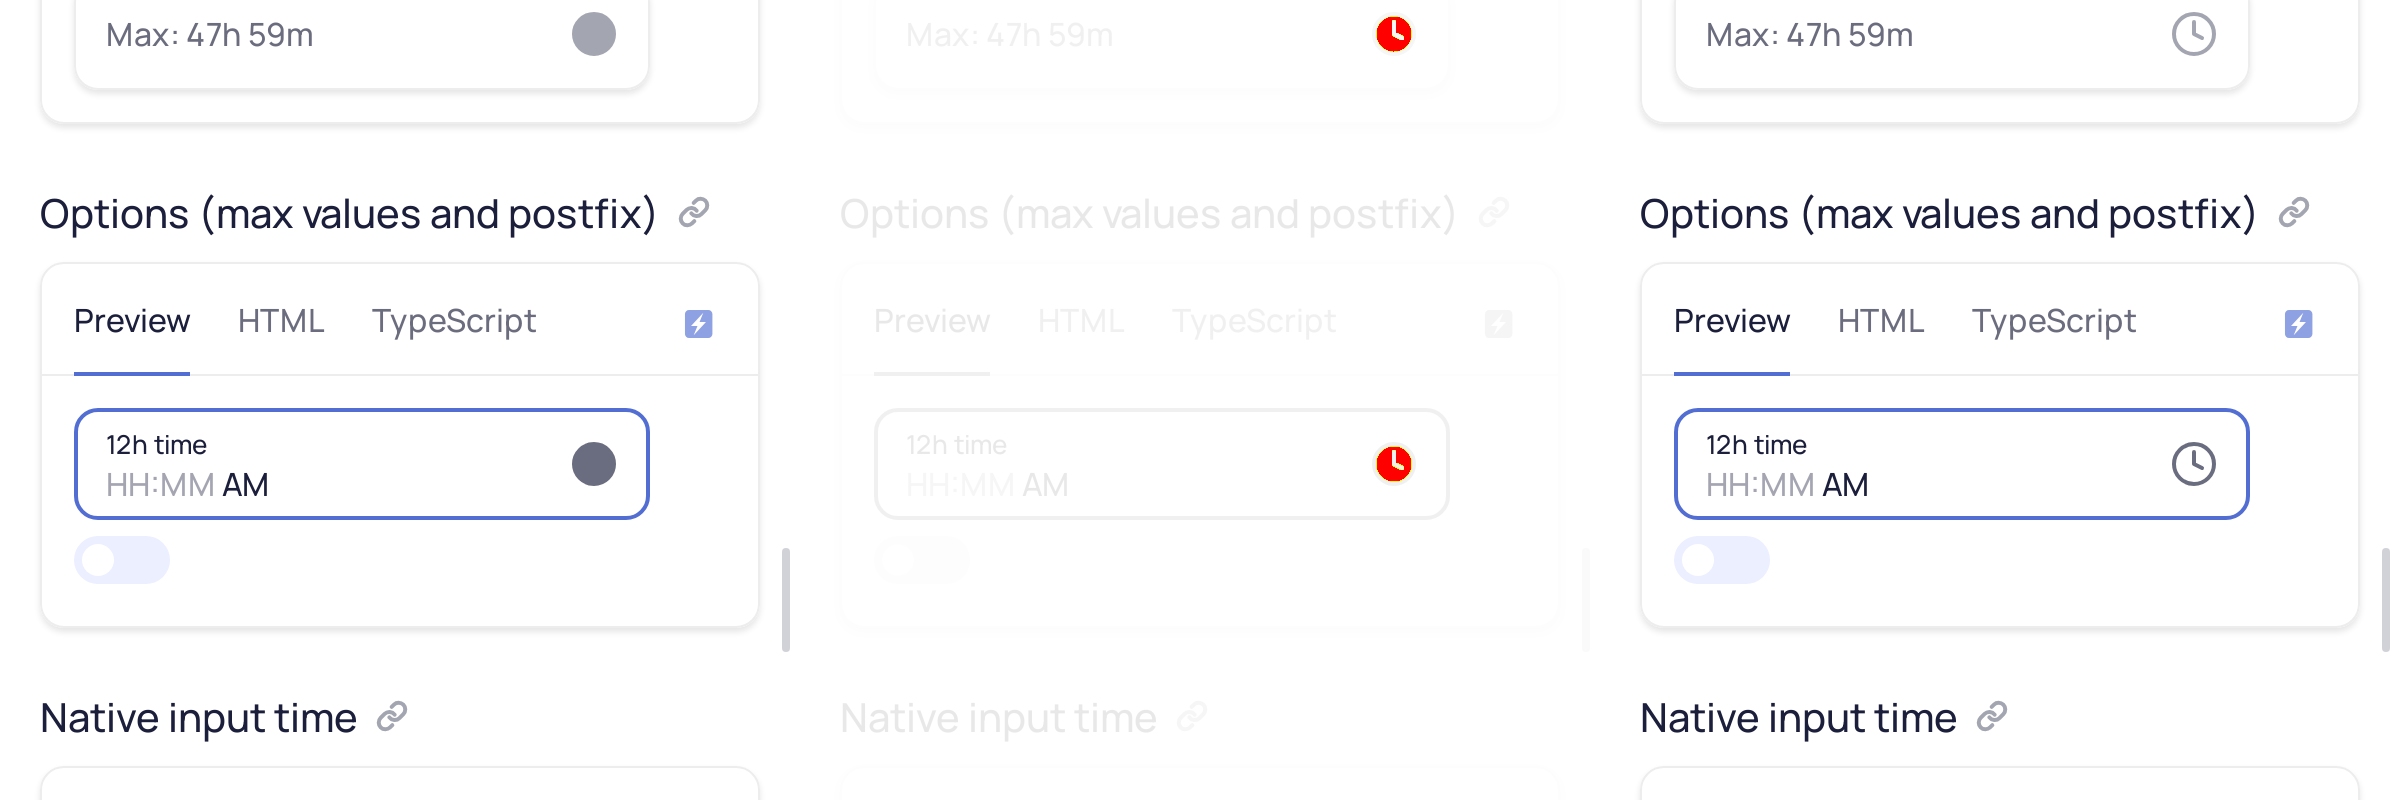 Max: 47h 59m
Options (max values and postfix)
Preview HTML TypeScript
12h time
HH:MM AM
Native input time
Max: 47h 59m
Options (max values and postfix)
Preview HTML TypeScript
12h time
HH:MM AM
Native input time
Max: 47h 59m
Options (max values and postfix)
Preview HTML TypeScript
12h time
HH:MM AM
Native input time